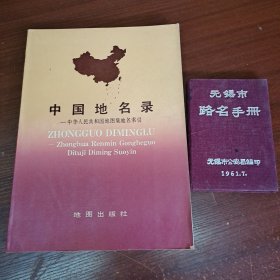 中国地名录
—中华人民共和国地图集地名索引
ZHONGGUO DIMINGLU
—Zhonghua Renmin Gongheguo
Dituji Diming Suoyin
地图出版社
无锡市
路名手册
无锡市公安局编印
1961.7.